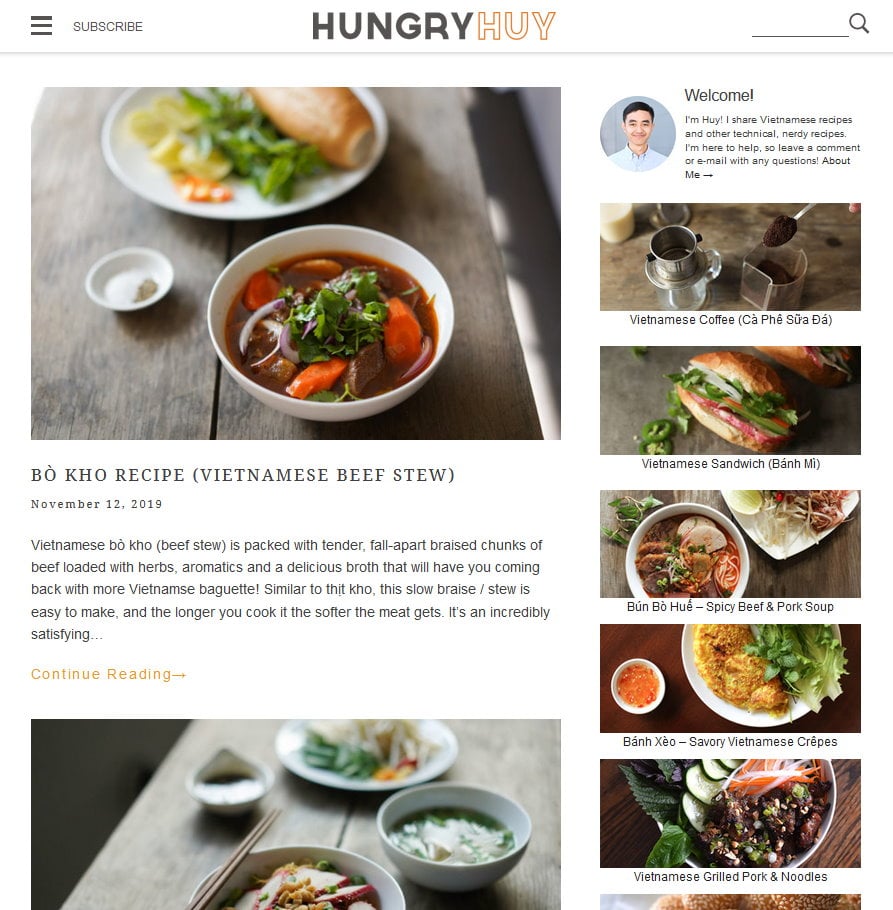 SUBSCRIBE
HUNGRYHUY
BÒ KHO RECIPE (VIETNAMESE BEEF STEW)
November 12, 2019
Vietnamese bò kho (beef stew) is packed with tender, fall-apart braised chunks of
beef loaded with herbs, aromatics and a delicious broth that will have you coming
back with more Vietnamse baguette! Similar to thịt kho, this slow braise / stew is
easy to make, and the longer you cook it the softer the meat gets. It's an incredibly
satisfying…
Continue Reading→
Welcome!
I'm Huy! I share Vietnamese recipes
and other technical, nerdy recipes.
I'm here to help, so leave a comment
or e-mail with any questions! About
Me →
Vietnamese Coffee (Cà Phê Sữa Đá)
Vietnamese Sandwich (Bánh Mì)
Bún Bò Huế – Spicy Beef & Pork Soup
Bánh Xèo – Savory Vietnamese Crêpes
Vietnamese Grilled Pork & Noodles